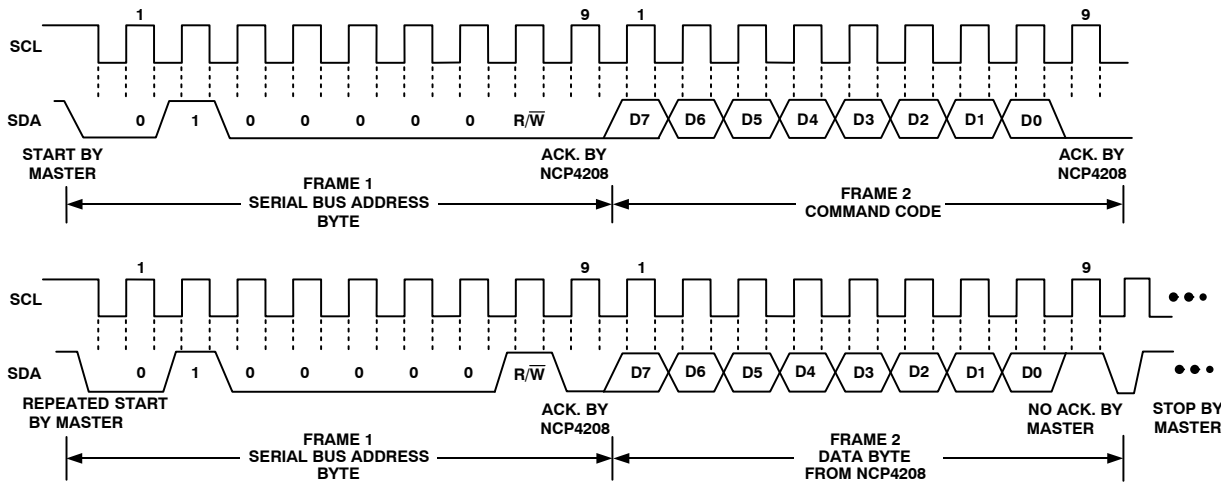 1 9 1 9
SCL
SDA 0 1 0 0 0 0 0 R/W̅ D7 D6 D5 D4 D3 D2 D1 D0
START BY
MASTER
ACK. BY
NCP4208
ACK. BY
NCP4208
FRAME 1
SERIAL BUS ADDRESS
BYTE
FRAME 2
COMMAND CODE
1 9 1 9
SCL
SDA 0 1 0 0 0 0 0 R/W̅ D7 D6 D5 D4 D3 D2 D1 D0
REPEATED START
BY MASTER
ACK. BY
NCP4208
NO ACK. BY
MASTER
STOP BY
MASTER
FRAME 1
SERIAL BUS ADDRESS
BYTE
FRAME 2
DATA BYTE
FROM NCP4208